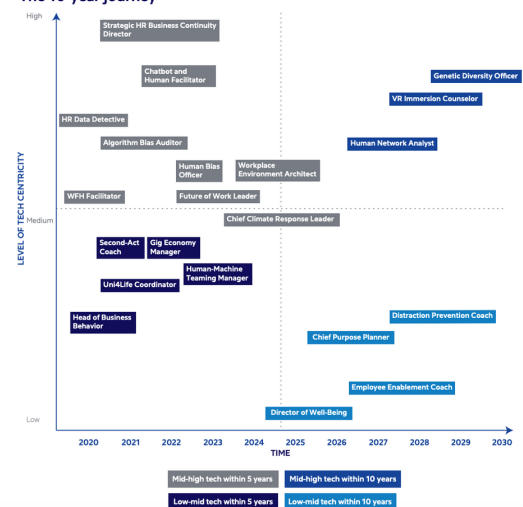 High
Strategic HR Business Continuity
Director
Chatbot and
Human Facilitator
Genetic Diversity Officer
VR Immersion Counselor
HR Data Detective
Algorithm Bias Auditor
Human Network Analyst
Human Bias
Officer
Workplace
Environment Architect
WFH Facilitator
Future of Work Leader
LEVEL OF TECH CENTRICITY
Medium
Chief Climate Response Leader
Second-Act
Coach
Gig Economy
Manager
Human-Machine
Teaming Manager
Uni4Life Coordinator
Head of Business
Behavior
Distraction Prevention Coach
Chief Purpose Planner
Employee Enablement Coach
Director of Well-Being
Low
2020 2021 2022 2023 2024 2025 2026 2027 2028 2029 2030
TIME
Mid-high tech within 5 years
Mid-high tech within 10 years
Low-mid tech within 5 years
Low-mid tech within 10 years